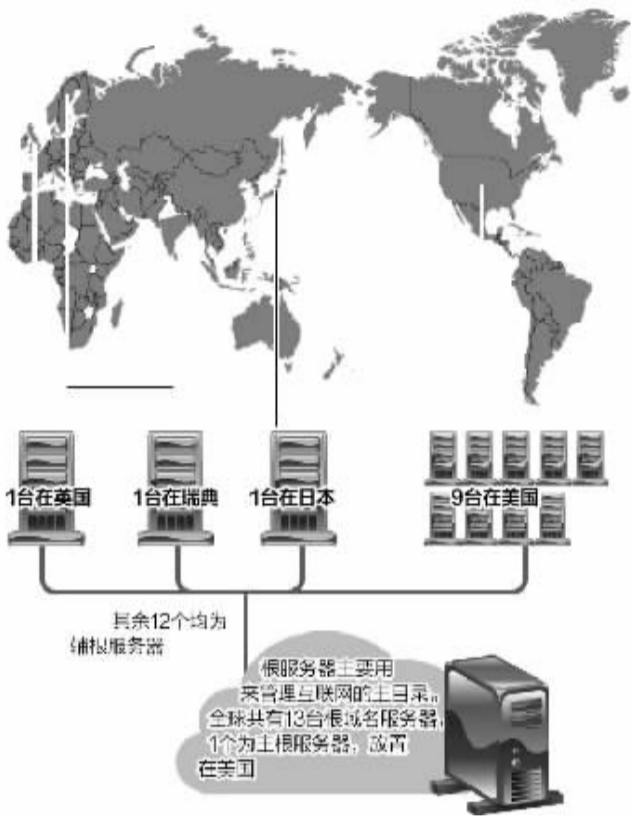 1台在英国
1台在瑞典
1台在日本
9台在美国
其余12个均为
辅根服务器
根服务器主要用
来管理互联网的主目录。
全球共有13台根域名服务器，
1个为主根服务器，放置
在美国